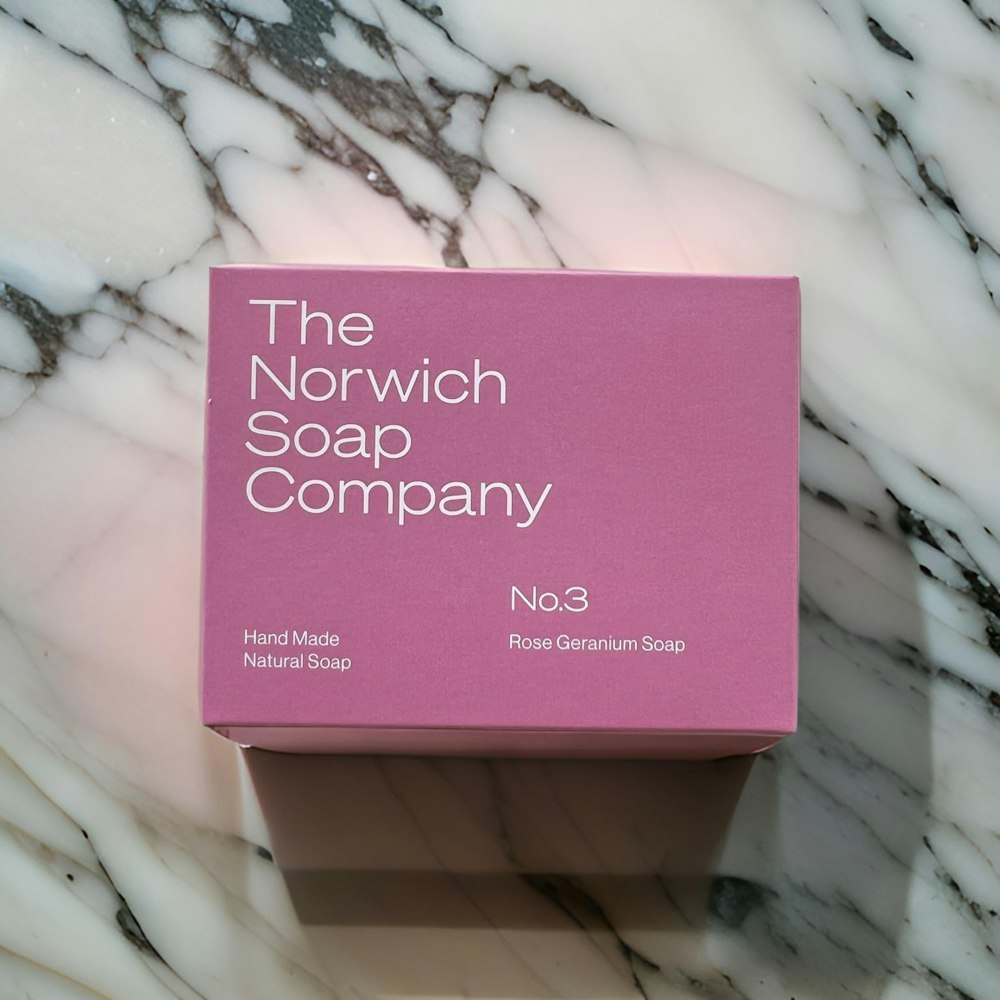 The
Norwich
Soap
Company
No.3
Hand Made
Natural Soap
Rose Geranium Soap